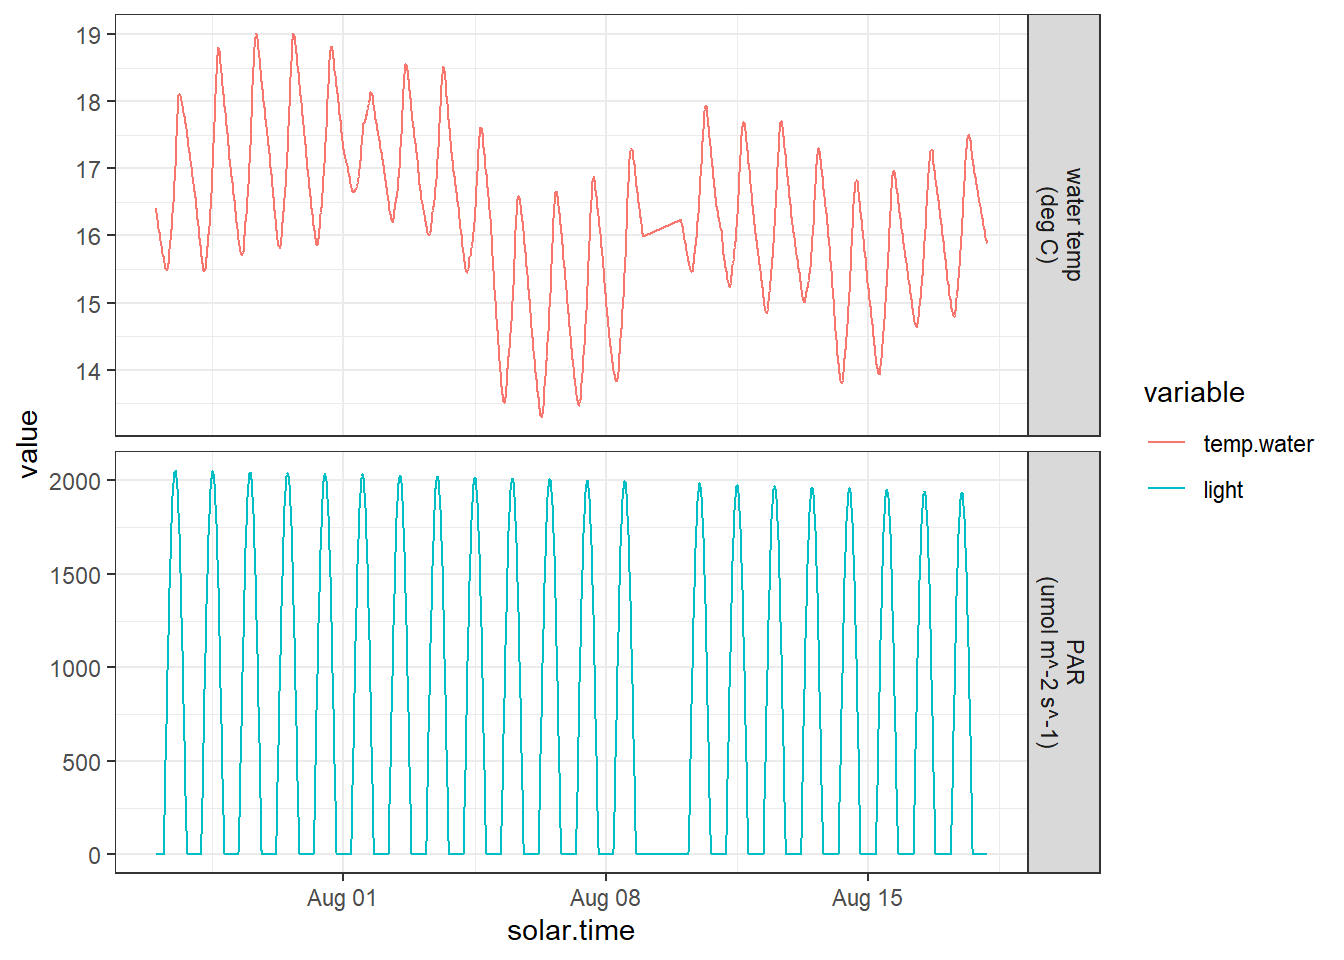 19
18
17
16
15
14
water temp
(deg C)
value
2000
1500
1000
500
0
PAR
(umol m^-2 s^-1)
Aug 01
Aug 08
Aug 15
solar.time
variable
temp.water
light